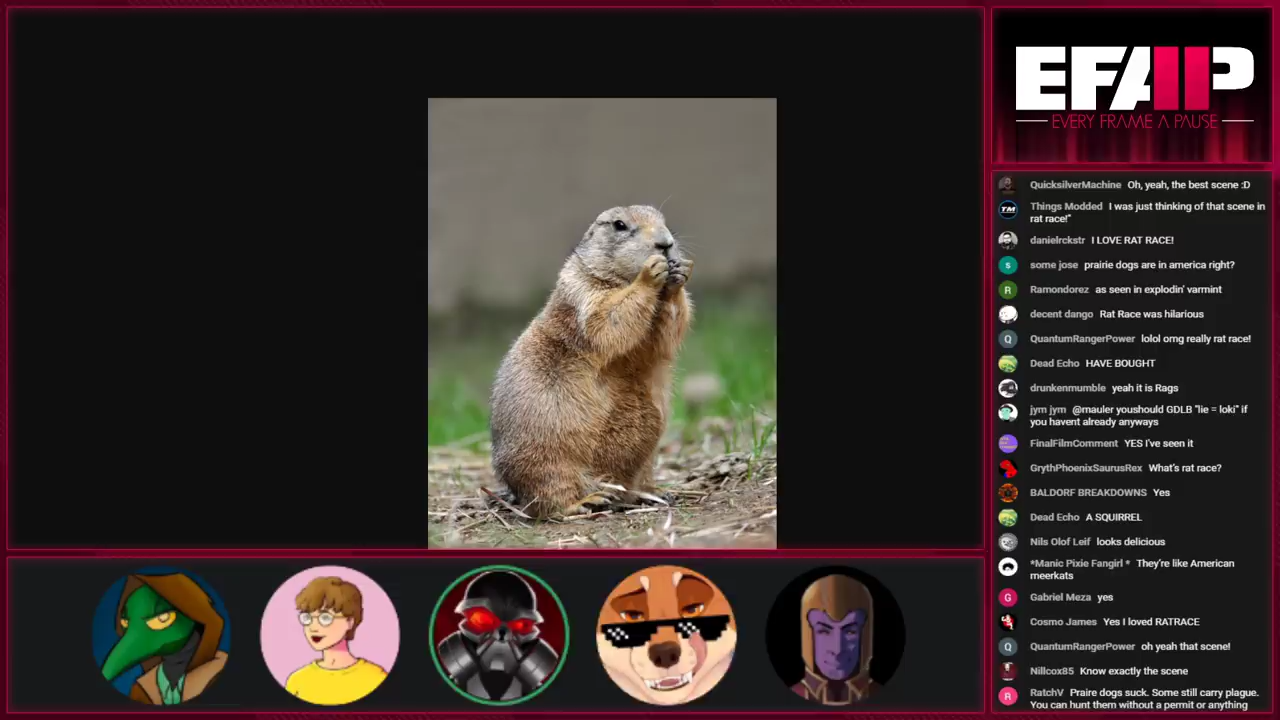 EFAP
EVERY FRAME A PAUSE
QuicksilverMachine Oh, yeah, the best scene :D
Things Modded I was just thinking of that scene in
rat race!"
danielrckstr I LOVE RAT RACE!
some jose prairie dogs are in america right?
Ramondorez as seen in explodin' varmint
decent dango Rat Race was hilarious
QuantumRangerPower lolol omg really rat race!
Dead Echo HAVE BOUGHT
drunkenmumble yeah it is Rags
jym jym @mauler youshould GDLB "lie = loki" if
you havent already anyways
FinalFilmComment YES I've seen it
GrythPhoenixSaurusRex What's rat race?
BALDORF BREAKDOWNS Yes
Dead Echo A SQUIRREL
Nils Olof Leif looks delicious
*Manic Pixie Fangirl * They're like American
meerkats
Gabriel Meza yes
Cosmo James Yes I loved RATRACE
QuantumRangerPower oh yeah that scene!
Nillcox85 Know exactly the scene
RatchV Praire dogs suck. Some still carry plague.
You can hunt them without a permit or anything